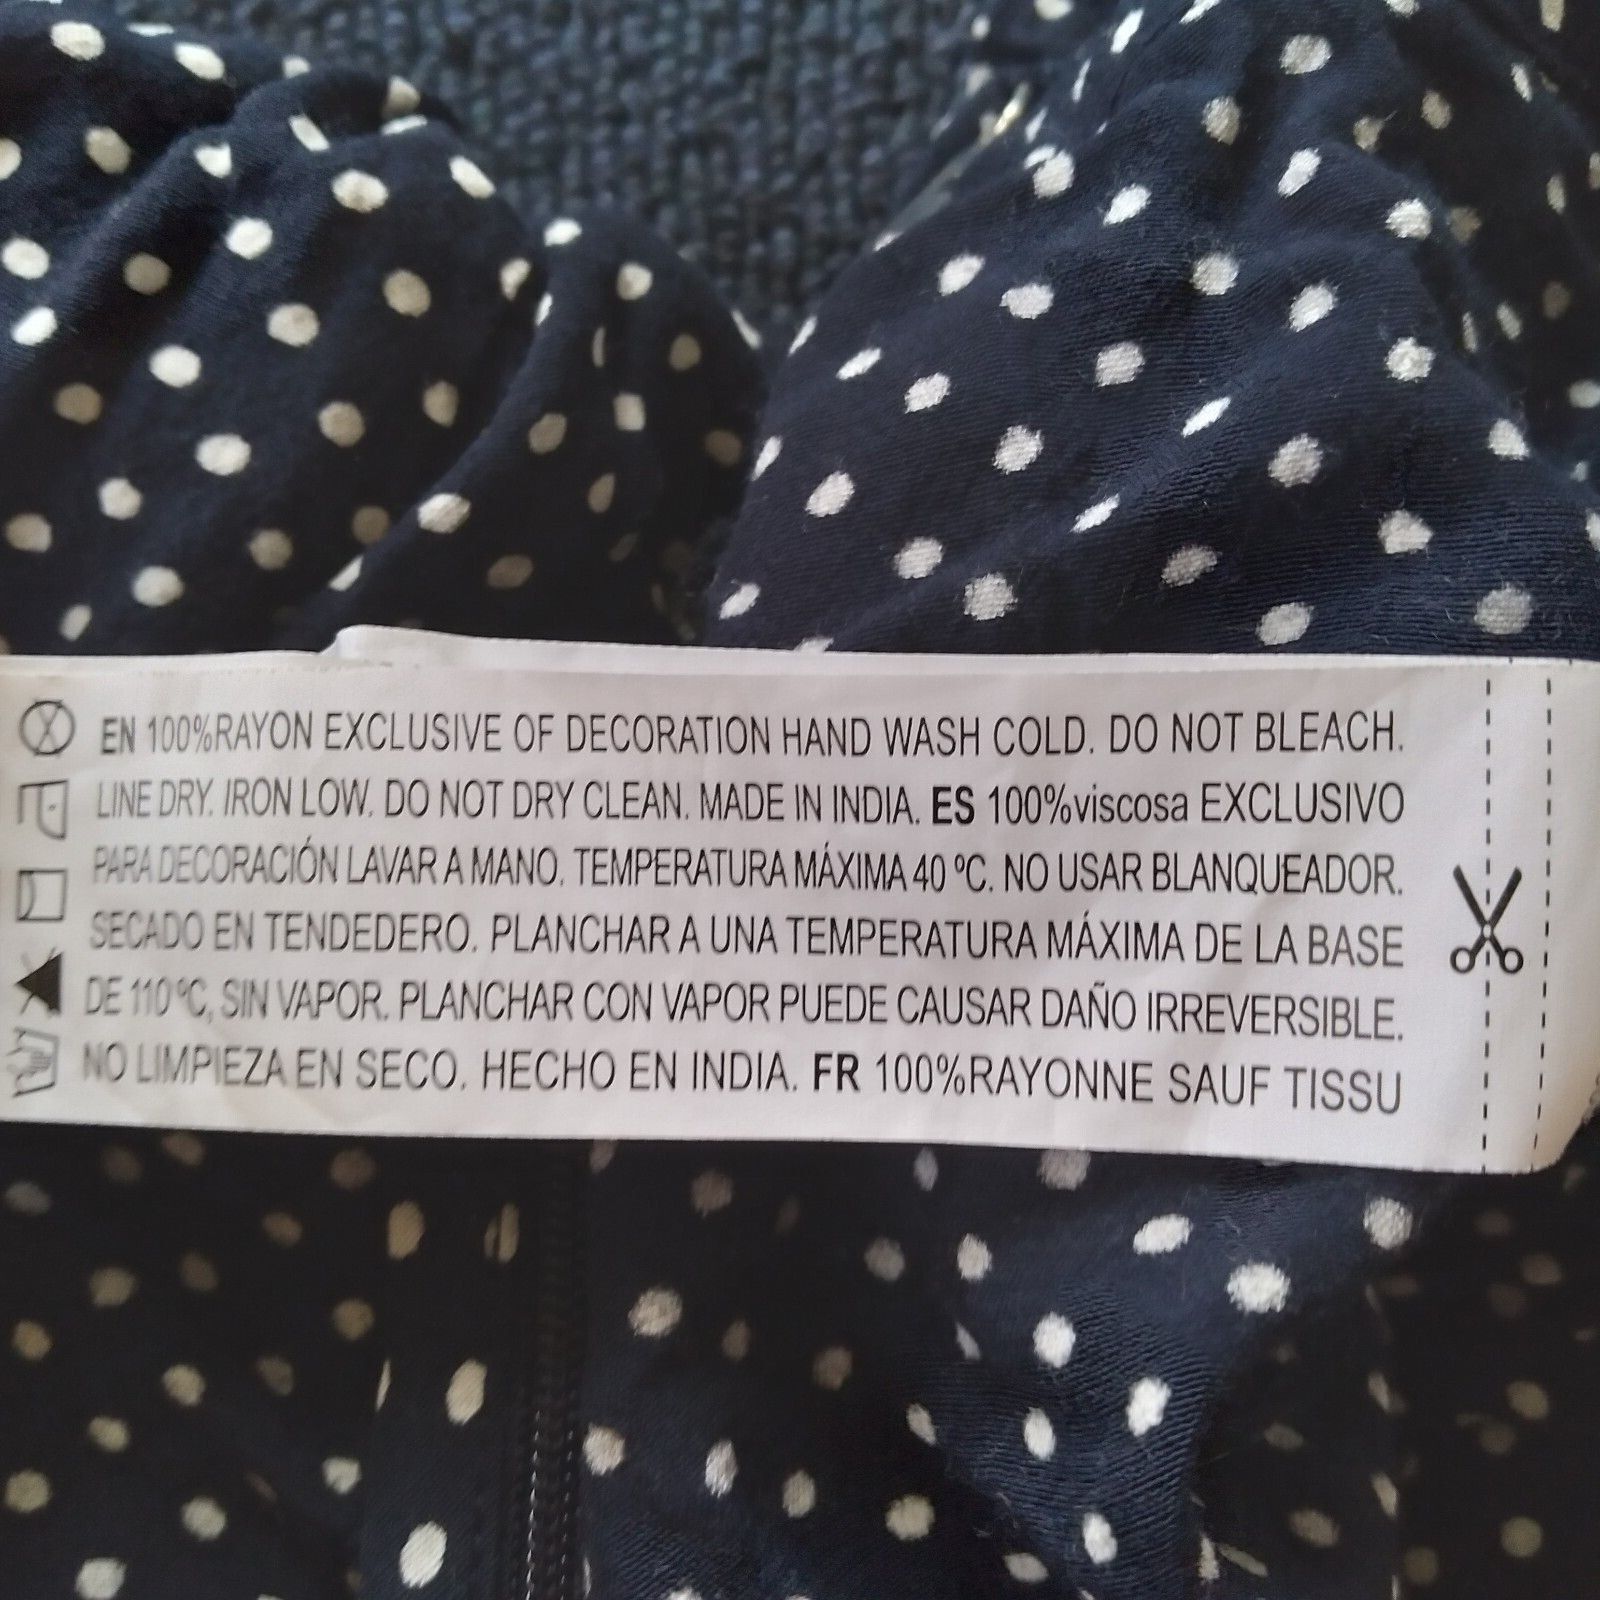 EN 100%RAYON EXCLUSIVE OF DECORATION HAND WASH COLD. DO NOT BLEACH.
LINE DRY. IRON LOW. DO NOT DRY CLEAN. MADE IN INDIA. ES 100%viscosa EXCLUSIVO
PARA DECORACIÓN LAVAR A MANO. TEMPERATURA MÁXIMA 40 ºC. NO USAR BLANQUEADOR.
SECADO EN TENDEDERO. PLANCHAR A UNA TEMPERATURA MÁXIMA DE LA BASE
DE 110 ºC, SIN VAPOR. PLANCHAR CON VAPOR PUEDE CAUSAR DAÑO IRREVERSIBLE.
NO LIMPIEZA EN SECO. HECHO EN INDIA. FR 100%RAYONNE SAUF TISSU